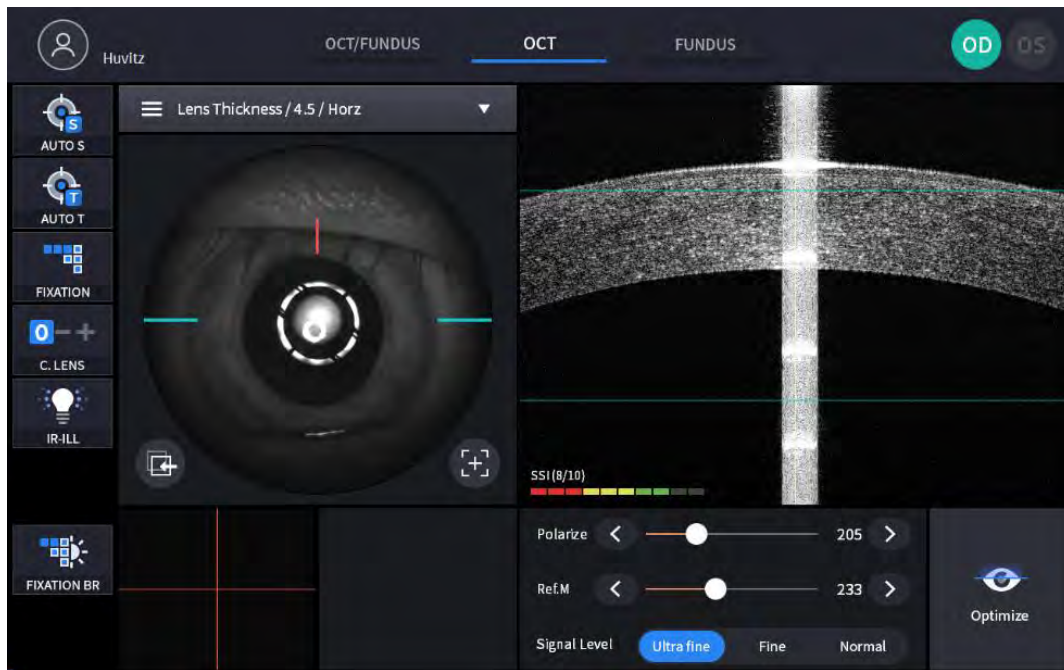 Huvitz
OCT/FUNDUS
OCT
FUNDUS
OD
OS
S
AUTO S
T
AUTO T
FIXATION
0 - +
C. LENS
IR-ILL
FIXATION BR
Lens Thickness / 4.5 / Horz
SSI (8/10)
Polarize
205
Ref.M
233
Signal Level
Ultra fine
Fine
Normal
Optimize